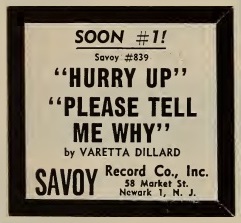 SOON #1!
Savoy #839
"HURRY UP"
"PLEASE TELL
ME WHY"
by VARETTA DILLARD
SAVOY Record Co., Inc.
58 Market St.
Newark 1, N. J.